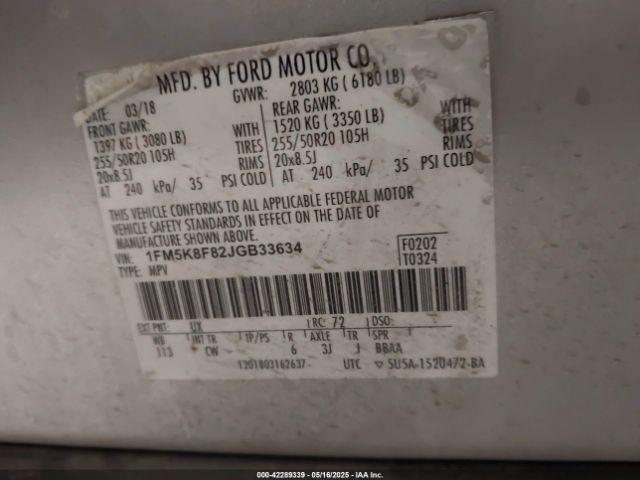 MFD. BY FORD MOTOR CO.
DATE: 03/18 GVWR: 2803 KG ( 6180 LB)
FRONT GAWR: WITH REAR GAWR: WITH
1397 KG ( 3080 LB) TIRES 1520 KG ( 3350 LB) TIRES
255/50R20 105H RIMS 255/50R20 105H RIMS
20x8.5J 20x8.5J
AT 240 kPa/ 35 PSI COLD AT 240 kPa/ 35 PSI COLD
THIS VEHICLE CONFORMS TO ALL APPLICABLE FEDERAL MOTOR
VEHICLE SAFETY STANDARDS IN EFFECT ON THE DATE OF
MANUFACTURE SHOWN ABOVE.
VIN: 1FM5K8F82JGB33634 F0202
TYPE: MPV T0324
EXT PNT: UX RC: 72 DSO:
WB INT TR TP/PS R AXLE TR SPR
113 CW 6 3J J BBAA
1201803162637 UTC ▽ 5U5A-1520472-BA
000-42289339 - 05/16/2025 - IAA Inc.